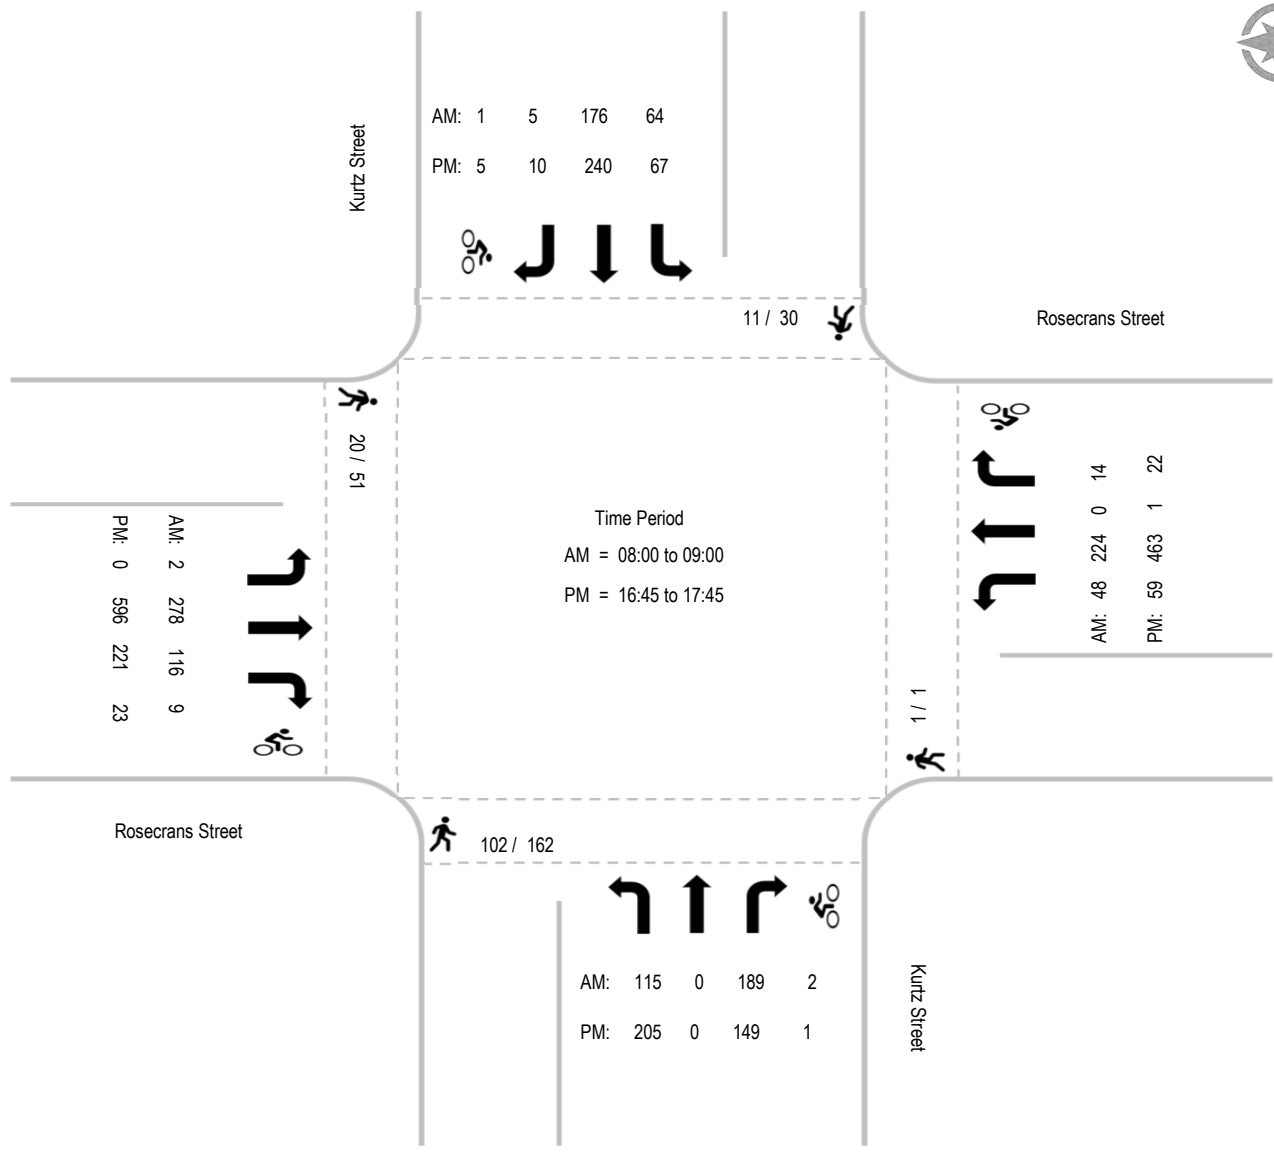 Kurtz Street
AM: 1 5 176 64
PM: 5 10 240 67
11 / 30
Rosecrans Street
20 / 51
Time Period
AM = 08:00 to 09:00
PM = 16:45 to 17:45
AM: 2 278 116 9
PM: 0 596 221 23
AM: 48 224 0 14
PM: 59 463 1 22
1 / 1
Rosecrans Street
102 / 162
AM: 115 0 189 2
PM: 205 0 149 1
Kurtz Street